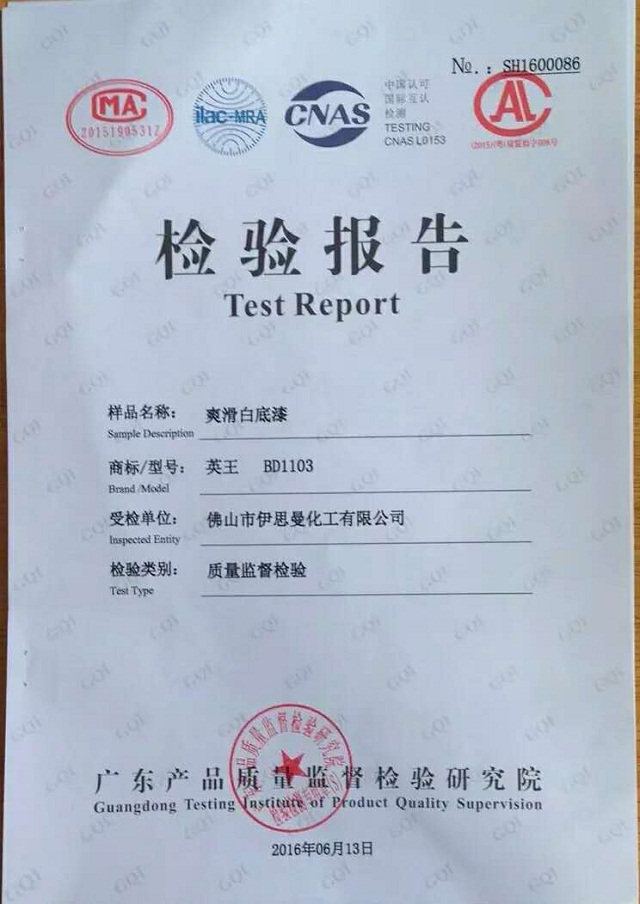 №.：SH1600086
MA
2015190531Z
ilac-MRA
CNAS
中国认可
国际互认
检测
TESTING
CNAS L0153
AL
检验报告
Test Report
样品名称： 爽滑白底漆
Sample Description
商标/型号： 英王 BD1103
Brand /Model
受检单位： 佛山市伊思曼化工有限公司
Inspected Entity
检验类别： 质量监督检验
Test Type
广东产品质量监督检验研究院
Guangdong Testing Institute of Product Quality Supervision
2016年06月13日
GQI